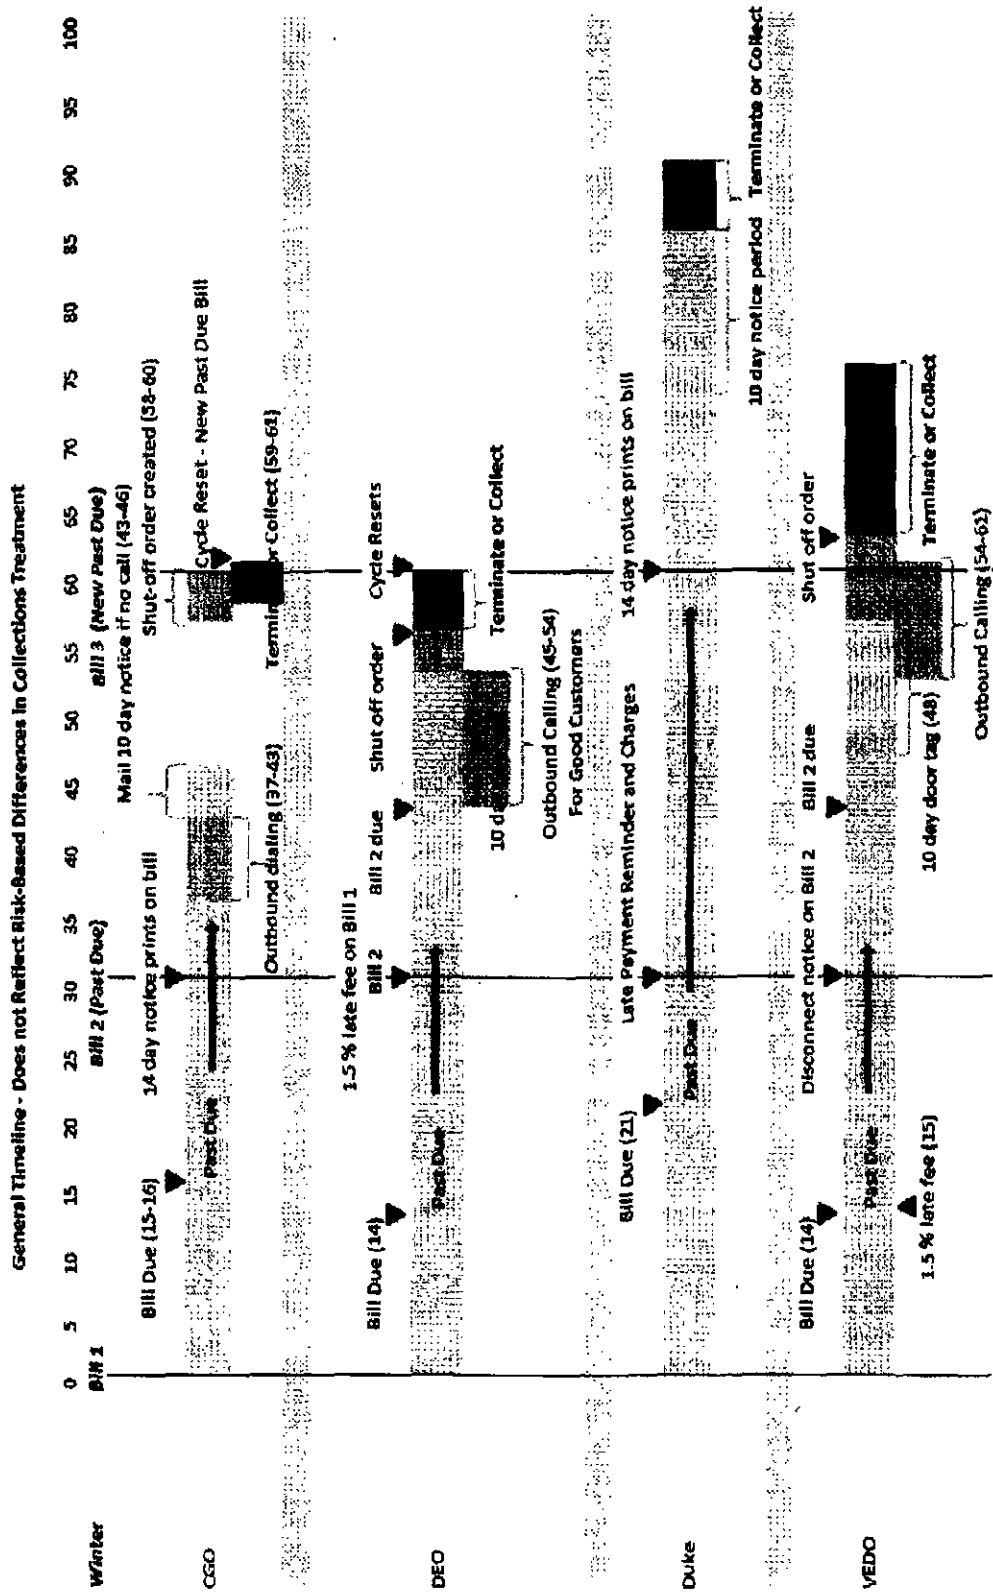 General Timeline - Does not Reflect Risk-Based Differences in Collections Treatment
0 5 10 15 20 25 30 35 40 45 50 55 60 65 70 75 80 85 90 95 100
Winter
Bill 1
Bill 2 (Past Due)
Bill 3 (New Past Due)
Mail 10 day notice if no call (43-46)
Bill Due (15-16)
14 day notice prints on bill
Shut-off order created (58-60)
Cycle Reset - New Past Due Bill
CGO
Past Due
Outbound dialing (37-43)
Terminate or Collect (59-61)
1.5 % late fee on Bill 1
Bill Due (14)
Bill 2
Bill 2 due
Shut off order
Cycle Resets
DEO
Past Due
10 da
Terminate or Collect
Outbound Calling (45-54)
For Good Customers
Bill Due (21)
Late Payment Reminder and Charges
14 day notice prints on bill
Duke
Past Due
10 day notice period
Terminate or Collect
Bill Due (14)
Disconnect notice on Bill 2
Bill 2 due
Shut off order
VEDO
Past Due
1.5 % late fee (15)
10 day door tag (48)
Terminate or Collect
Outbound Calling (54-61)